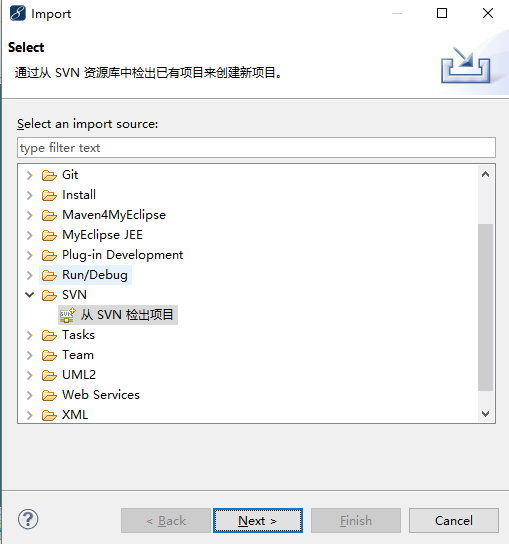 Import
Select
通过从 SVN 资源库中检出已有项目来创建新项目。
Select an import source:
type filter text
Git
Install
Maven4MyEclipse
MyEclipse JEE
Plug-in Development
Run/Debug
SVN
SVN 从 SVN 检出项目
Tasks
Team
UML2
Web Services
XML
?
< Back
Next >
Finish
Cancel